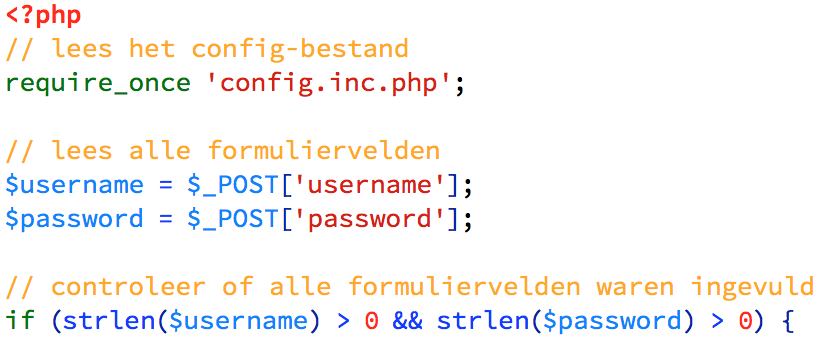 <?php
// lees het config-bestand
require_once 'config.inc.php';
// lees alle formuliervelden
$username = $_POST['username'];
$password = $_POST['password'];
// controleer of alle formuliervelden waren ingevuld
if (strlen($username) > 0 && strlen($password) > 0) {